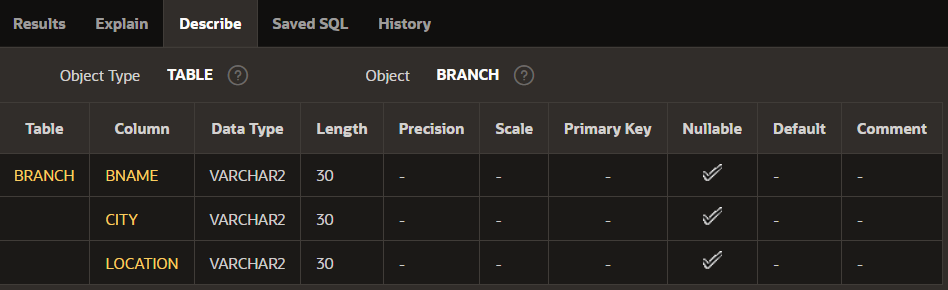 Results Explain Describe Saved SQL History
Object Type TABLE ? Object BRANCH ?
Table Column Data Type Length Precision Scale Primary Key Nullable Default Comment
BRANCH BNAME VARCHAR2 30 - - - - -
CITY VARCHAR2 30 - - - - -
LOCATION VARCHAR2 30 - - - - -